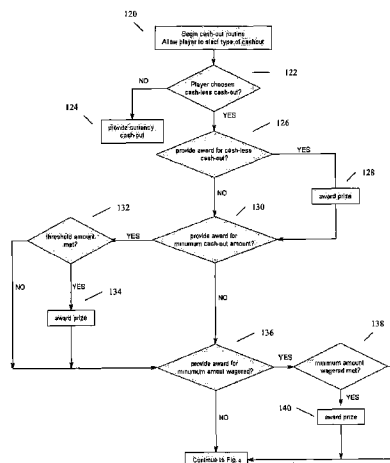 120
Begin cash-out routine
Allow player to select type of cashout
122
NO
Player chooses
cash-less cash-out?
124
provide currency
cash-out
YES
126
provide award for cash-less
cash-out?
YES
128
award prize
NO
132
130
threshold amount
met?
YES
provide award for
minimum cash-out amount?
NO
YES
134
award prize
NO
136
138
provide award for
minimum amount wagered?
YES
minimum amount
wagered met?
YES
140
award prize
NO
Continue to Fig. 4